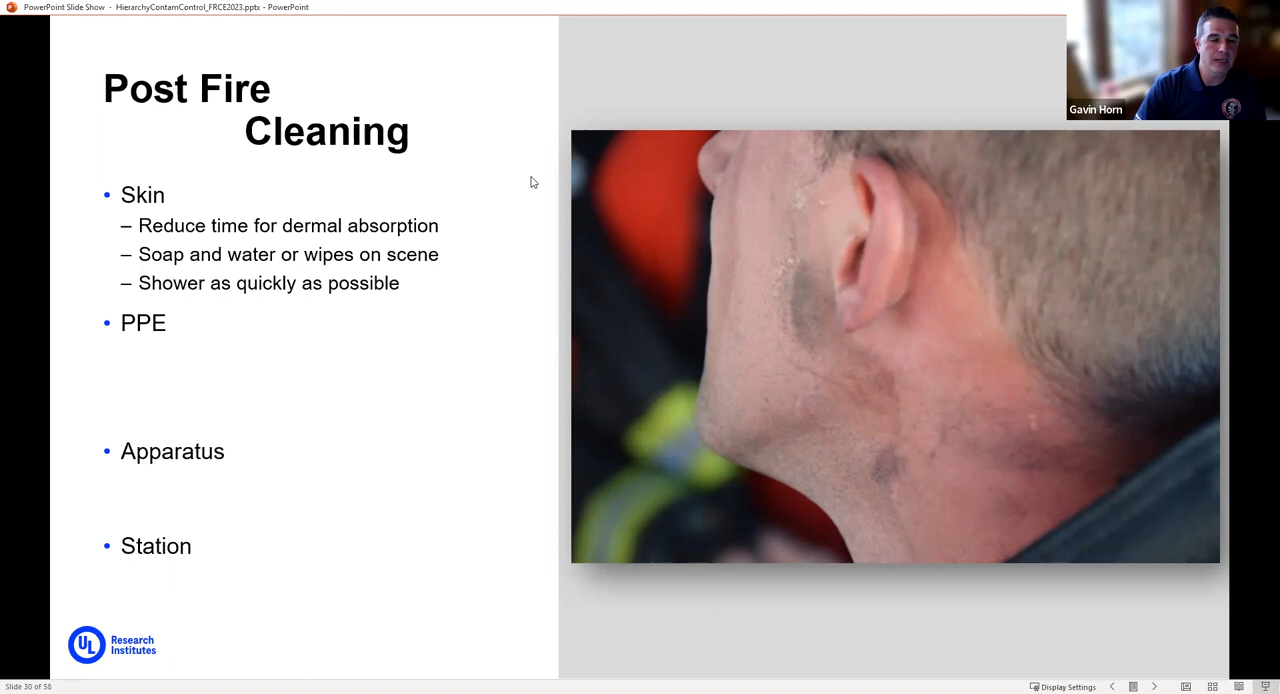 PowerPoint Slide Show - HierarchyContamControl_FRCE2023.pptx - PowerPoint
Gavin Horn
Post Fire
Cleaning
• Skin
– Reduce time for dermal absorption
– Soap and water or wipes on scene
– Shower as quickly as possible
• PPE
• Apparatus
• Station
UL Research
Institutes
Slide 30 of 58
Display Settings